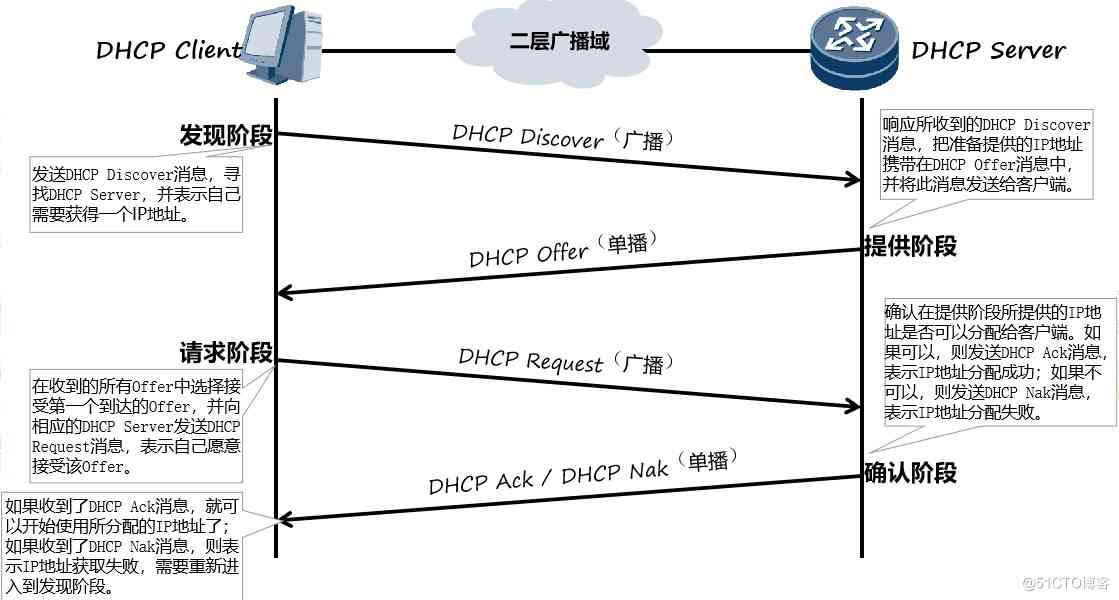 DHCP Client
二层广播域
DHCP Server
发现阶段
发送DHCP Discover消息，寻
找DHCP Server，并表示自己
需要获得一个IP地址。
DHCP Discover（广播）
响应所收到的DHCP Discover
消息，把准备提供的IP地址
携带在DHCP Offer消息中，
并将此消息发送给客户端。
提供阶段
DHCP Offer（单播）
请求阶段
在收到的所有Offer中选择接
受第一个到达的Offer，并向
相应的DHCP Server发送DHCP
Request消息，表示自己愿意
接受该Offer。
DHCP Request（广播）
确认在提供阶段所提供的IP地
址是否可以分配给客户端。如
果可以，则发送DHCP Ack消息，
表示IP地址分配成功；如果不
可以，则发送DHCP Nak消息，
表示IP地址分配失败。
确认阶段
DHCP Ack / DHCP Nak（单播）
如果收到了DHCP Ack消息，就可
以开始使用所分配的IP地址了；
如果收到了DHCP Nak消息，则表
示IP地址获取失败，需要重新进
入到发现阶段。
@51CTO博客